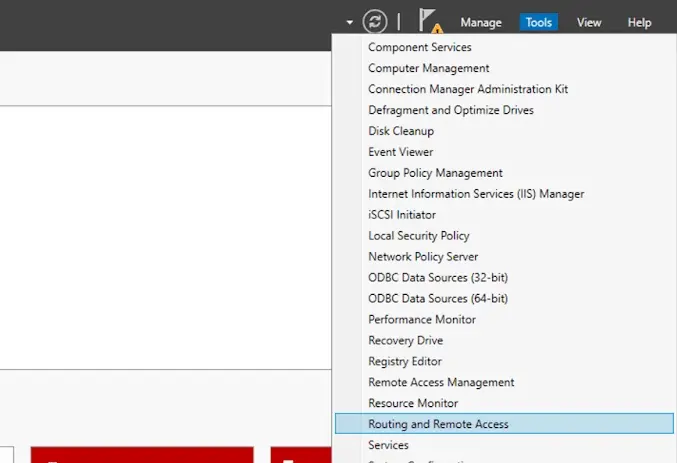 Manage Tools View Help
Component Services
Computer Management
Connection Manager Administration Kit
Defragment and Optimize Drives
Disk Cleanup
Event Viewer
Group Policy Management
Internet Information Services (IIS) Manager
iSCSI Initiator
Local Security Policy
Network Policy Server
ODBC Data Sources (32-bit)
ODBC Data Sources (64-bit)
Performance Monitor
Recovery Drive
Registry Editor
Remote Access Management
Resource Monitor
Routing and Remote Access
Services